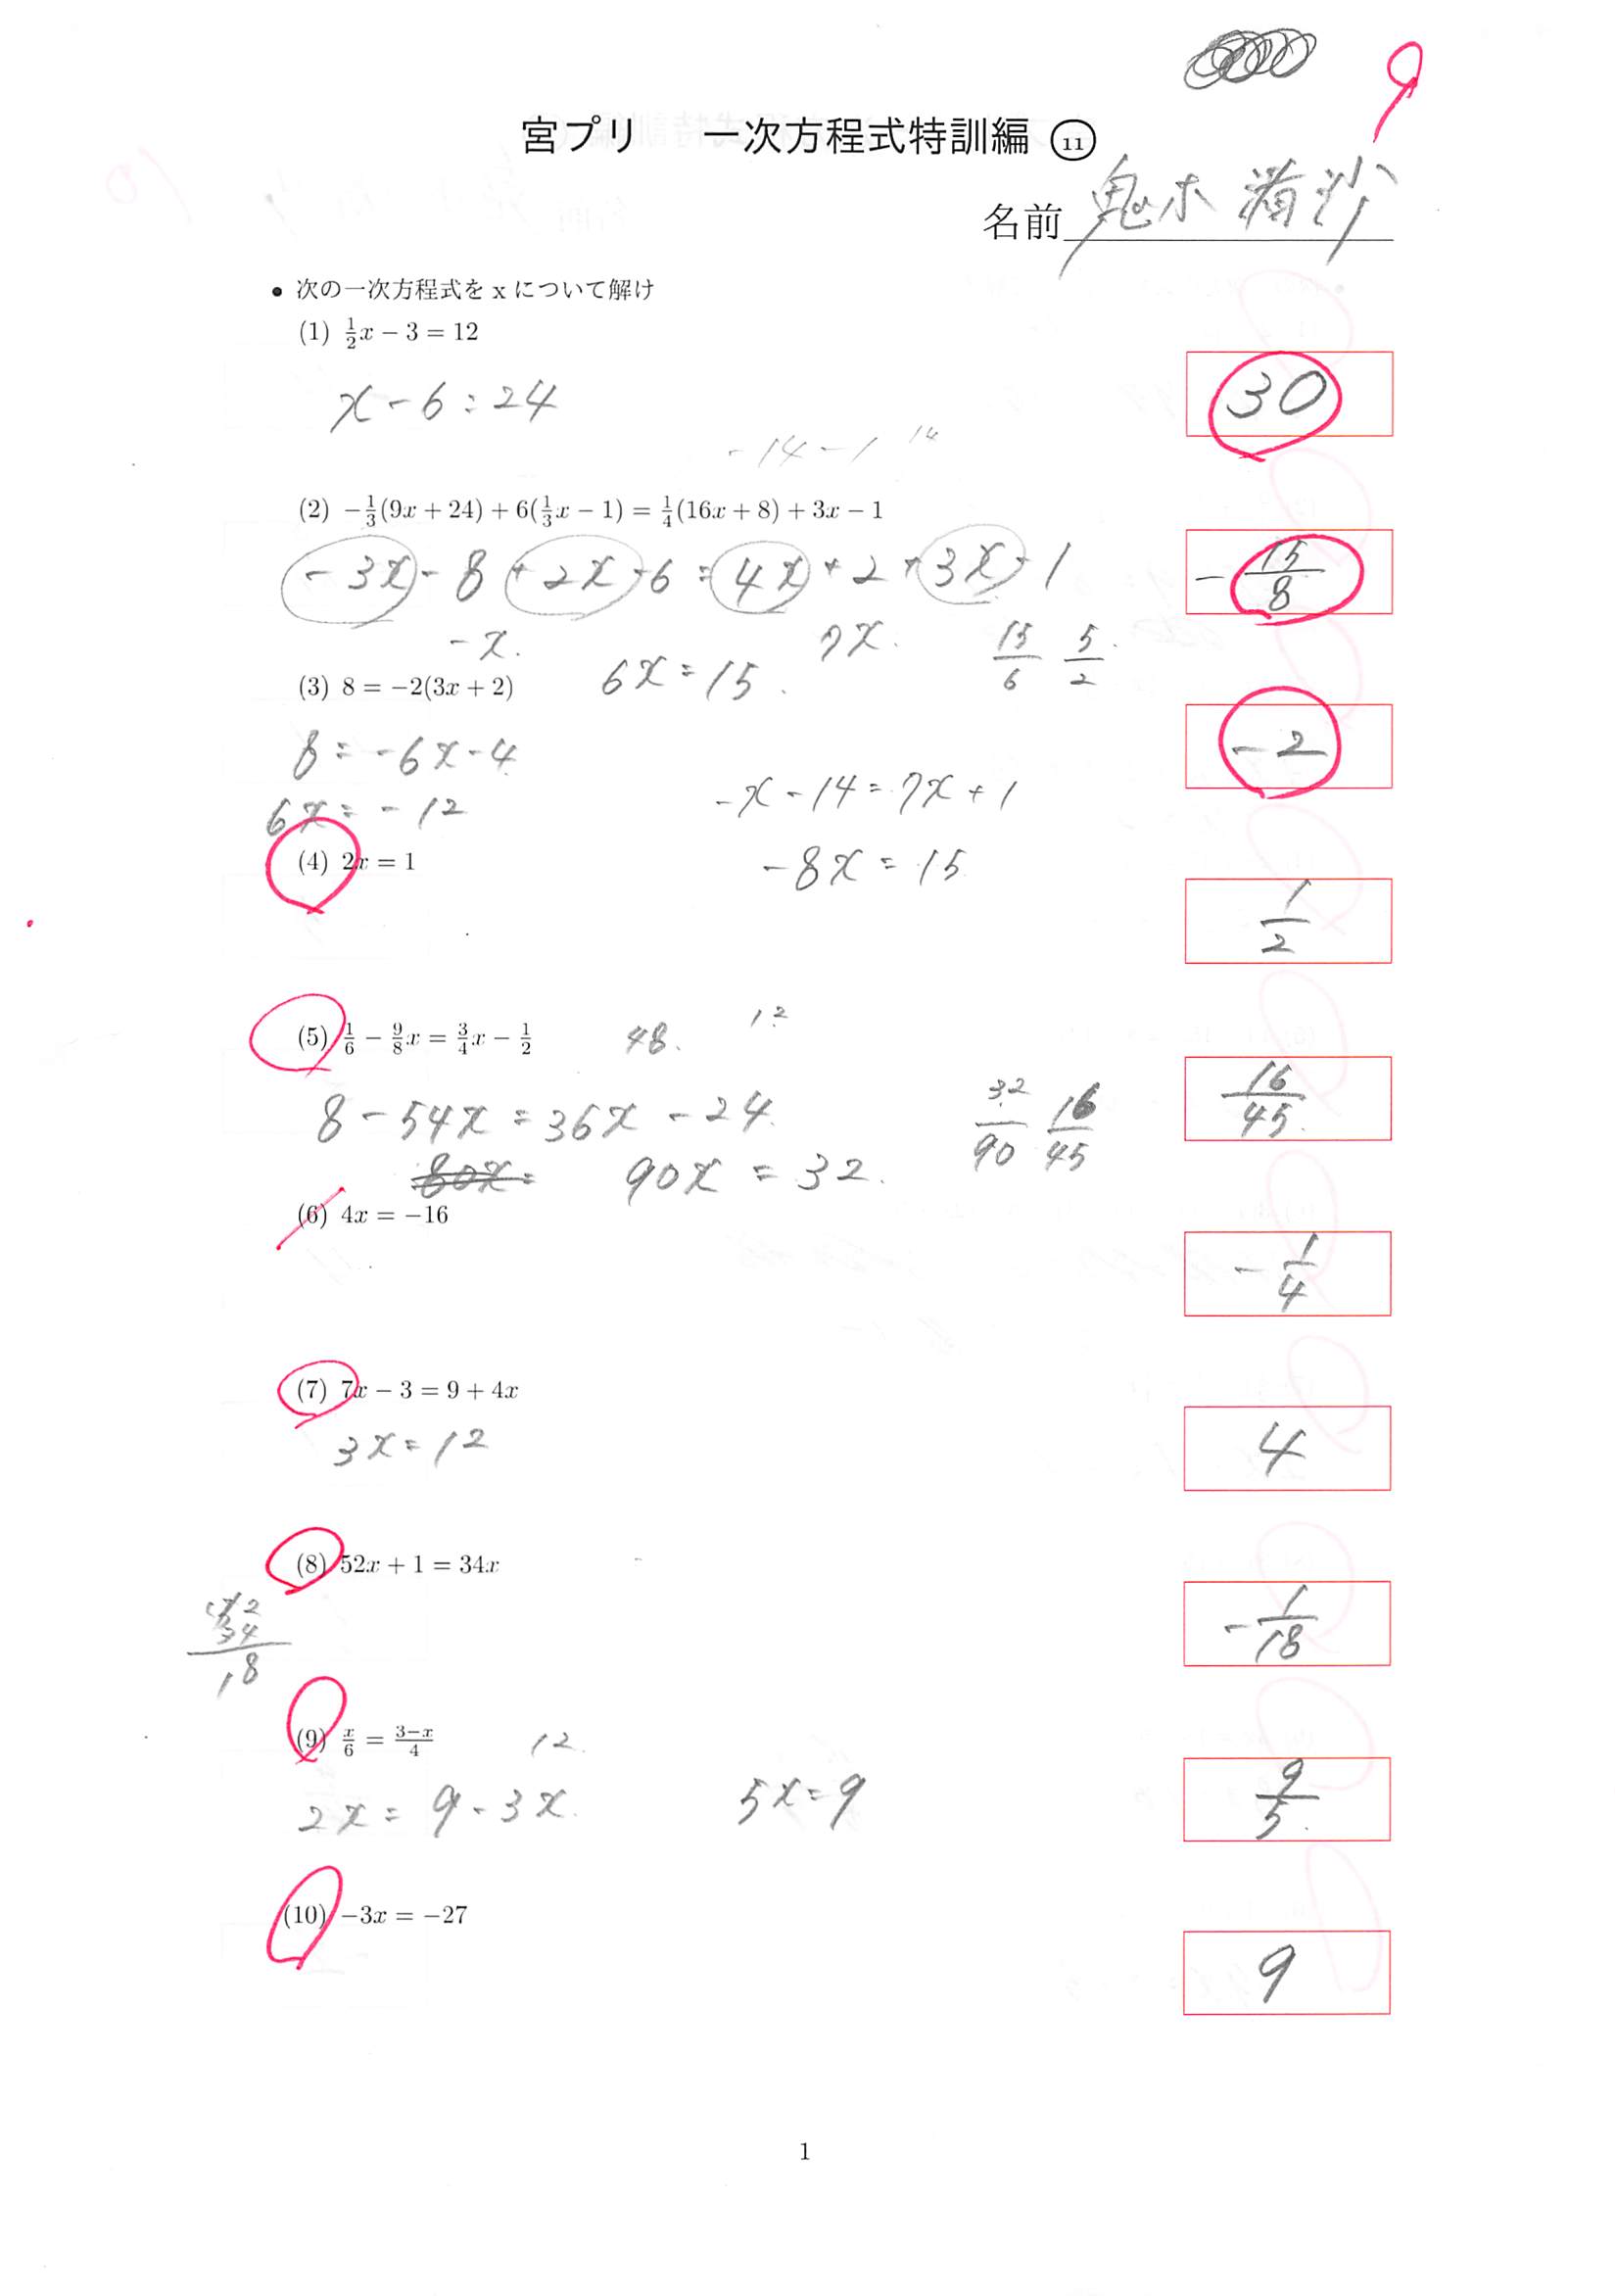 9
宮プリ 一次方程式特訓編 ⑪
名前 鬼木
• 次の一次方程式を x について解け
(1) \frac{1}{2}x − 3 = 12
x - 6 = 24
30
-14 - 1 14
(2) −\frac{1}{3}(9x + 24) + 6(\frac{1}{3}x − 1) = \frac{1}{4}(16x + 8) + 3x − 1
-3x - 8 + 2x - 6 = 4x + 2 + 3x - 1
-\frac{15}{8}
-x. 7x.
6x = 15. \frac{15}{6} \frac{5}{2}
(3) 8 = −2(3x + 2)
8 = -6x - 4
-2
6x = -12
-x - 14 = 7x + 1
-8x = 15
(4) 2x = 1
\frac{1}{2}
(5) \frac{1}{6} − \frac{9}{8}x = \frac{3}{4}x − \frac{1}{2}
48. 12
8 - 54x = 36x - 24
\frac{32}{90} \frac{16}{45}
\frac{16}{45}
80x = 90x = 32.
(6) 4x = −16
-\frac{1}{4}
(7) 7x − 3 = 9 + 4x
3x = 12
4
(8) 52x + 1 = 34x
52
34
18
-\frac{1}{18}
(9) \frac{x}{6} = \frac{3−x}{4}
12.
2x = 9 - 3x. 5x = 9
\frac{9}{5}
(10) −3x = −27
9
1